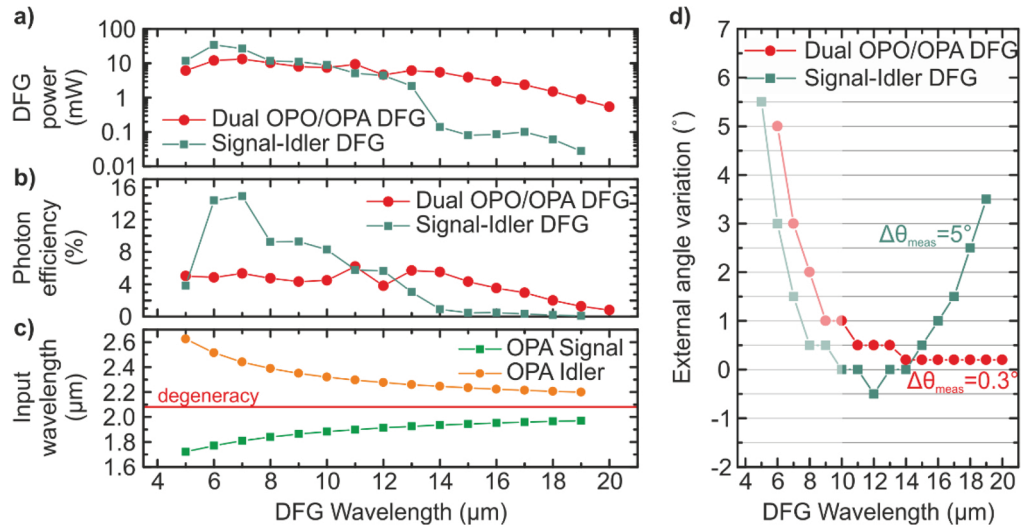 a)
DFG
power
(mW)
100
10
1
0.1
0.01
Dual OPO/OPA DFG
Signal-Idler DFG
b)
Photon
efficiency
(%)
16
12
8
4
0
Dual OPO/OPA DFG
Signal-Idler DFG
c)
Input
wavelength
(μm)
2.6
2.4
2.2
2.0
1.8
1.6
OPA Signal
OPA Idler
degeneracy
4 6 8 10 12 14 16 18 20
DFG Wavelength (μm)
d)
External angle variation (°)
7
6
5
4
3
2
1
0
-1
-2
Dual OPO/OPA DFG
Signal-Idler DFG
Δθmeas=5°
Δθmeas=0.3°
4 6 8 10 12 14 16 18 20
DFG Wavelength (μm)